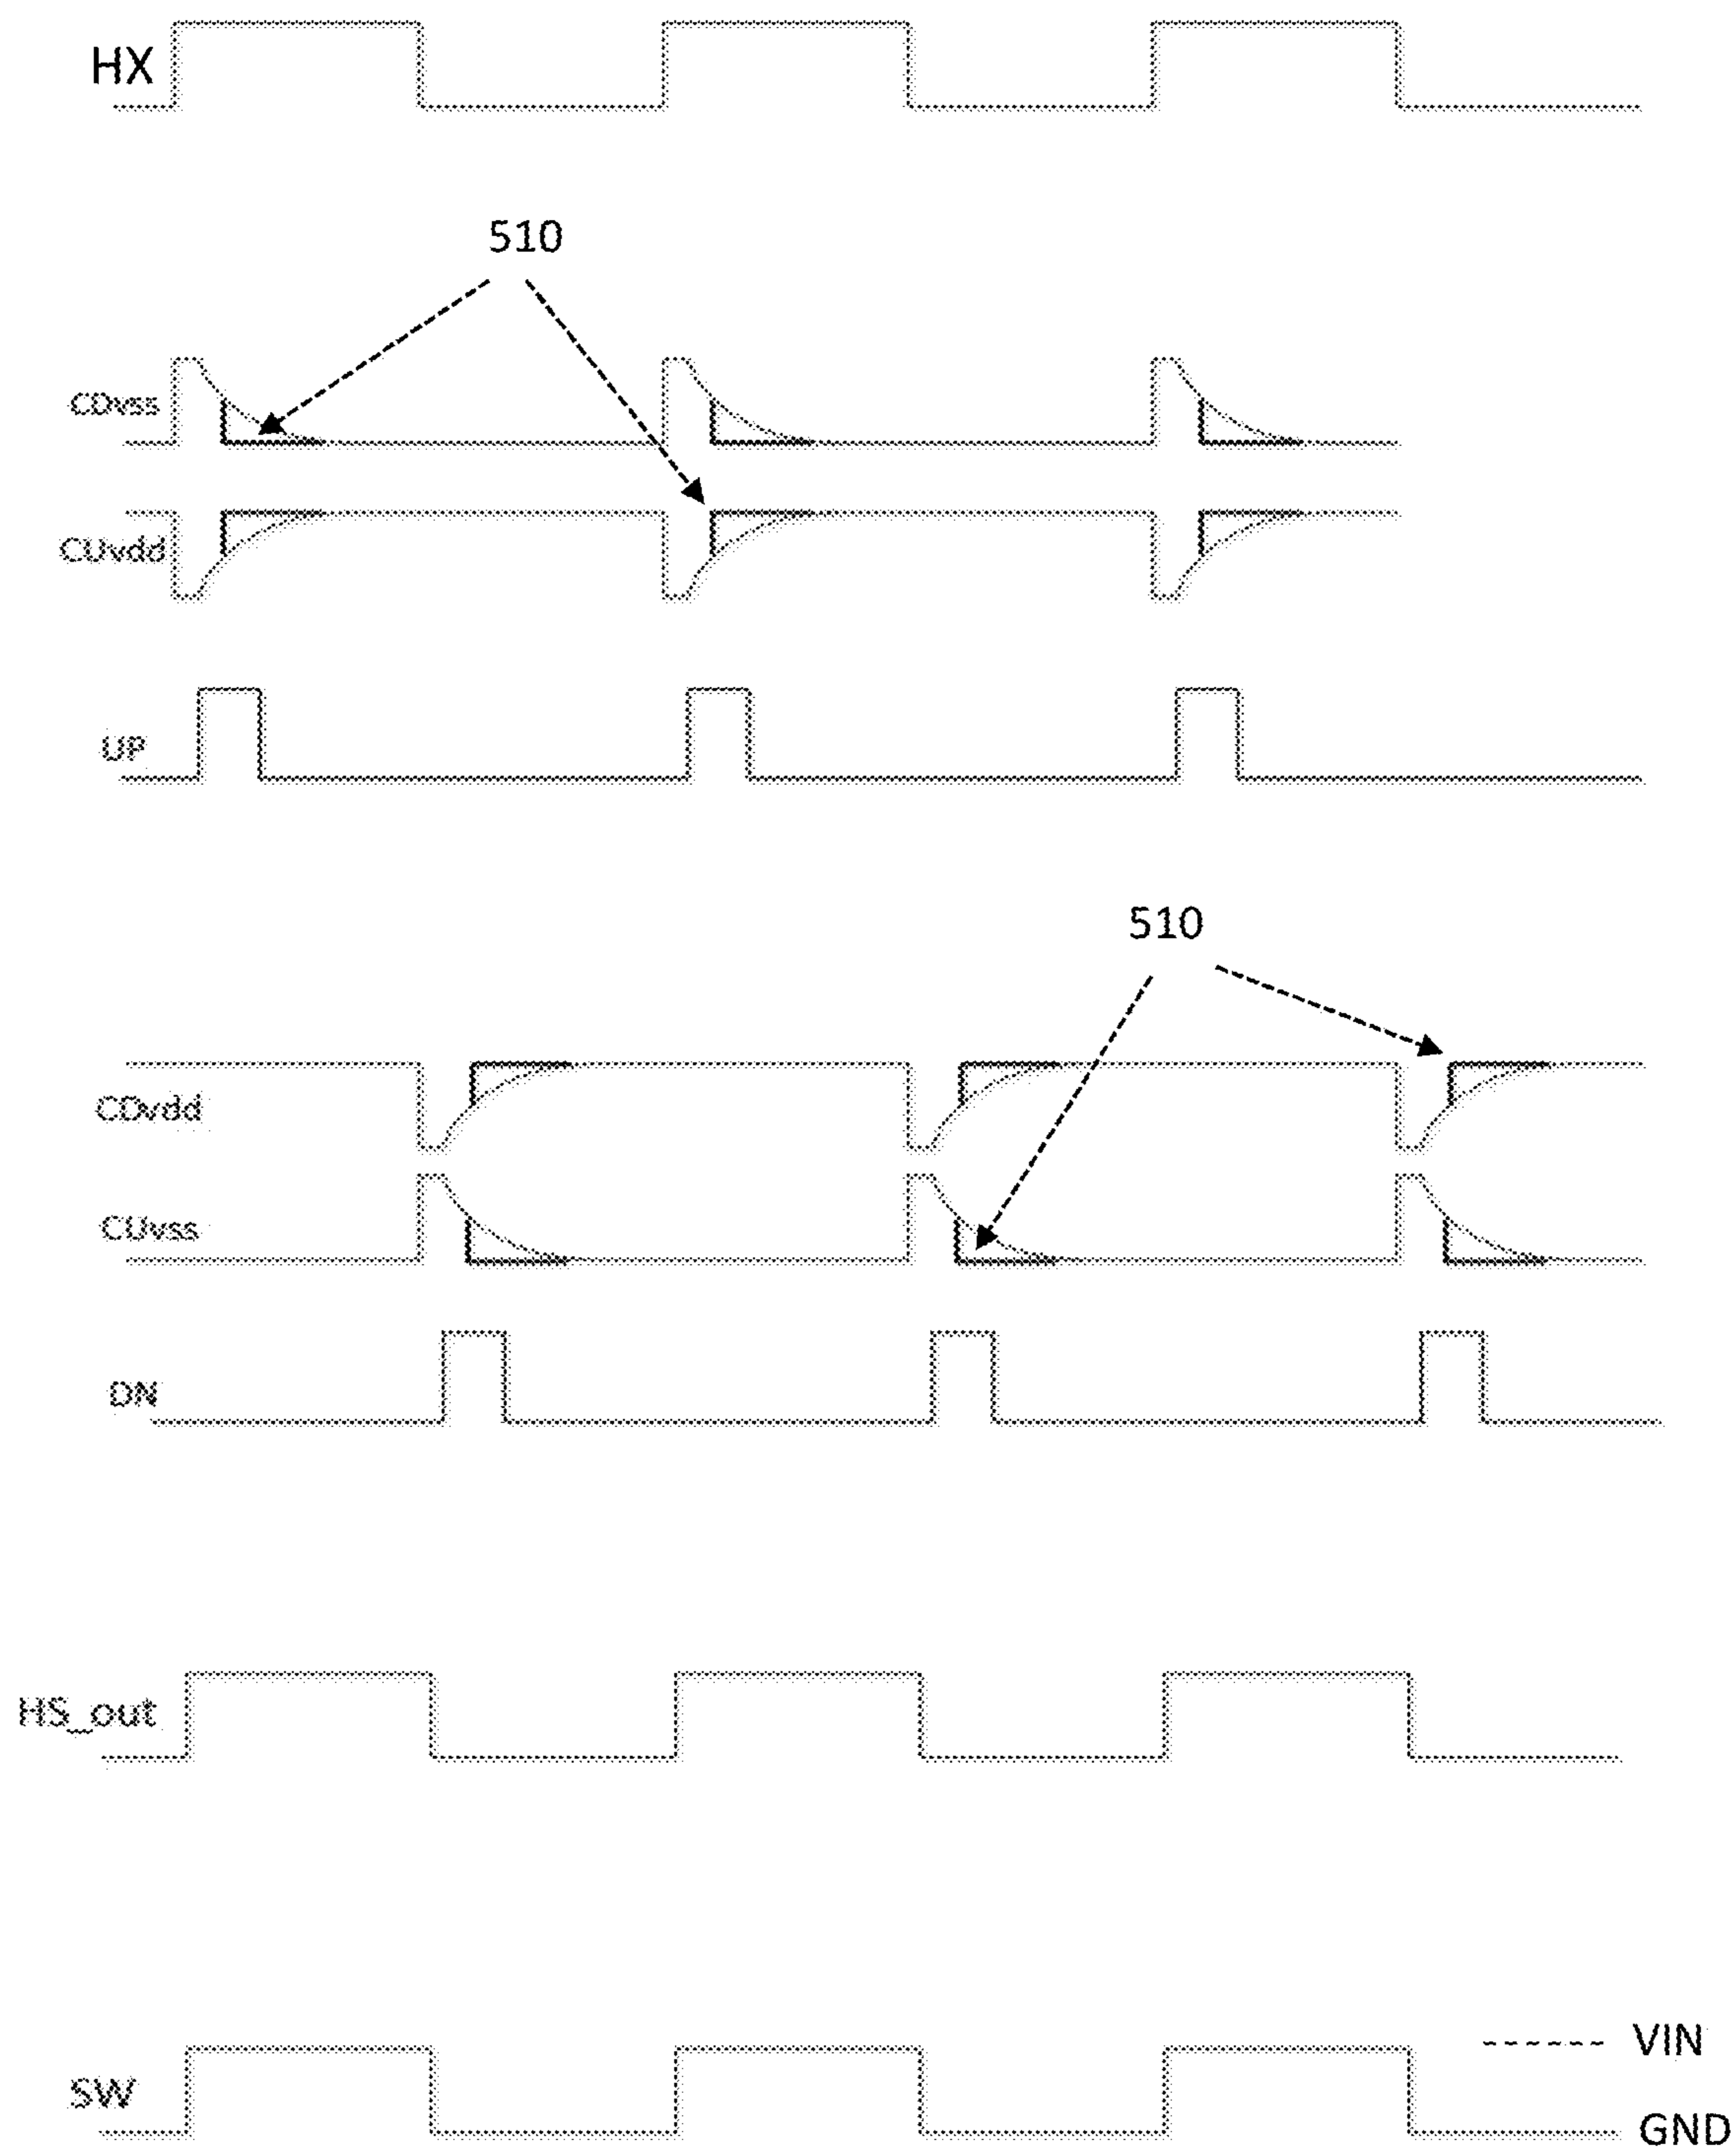 HX
510
CDvss
CUvdd
UP
510
CDvdd
CUvss
DN
HS_out
VIN
SW
GND